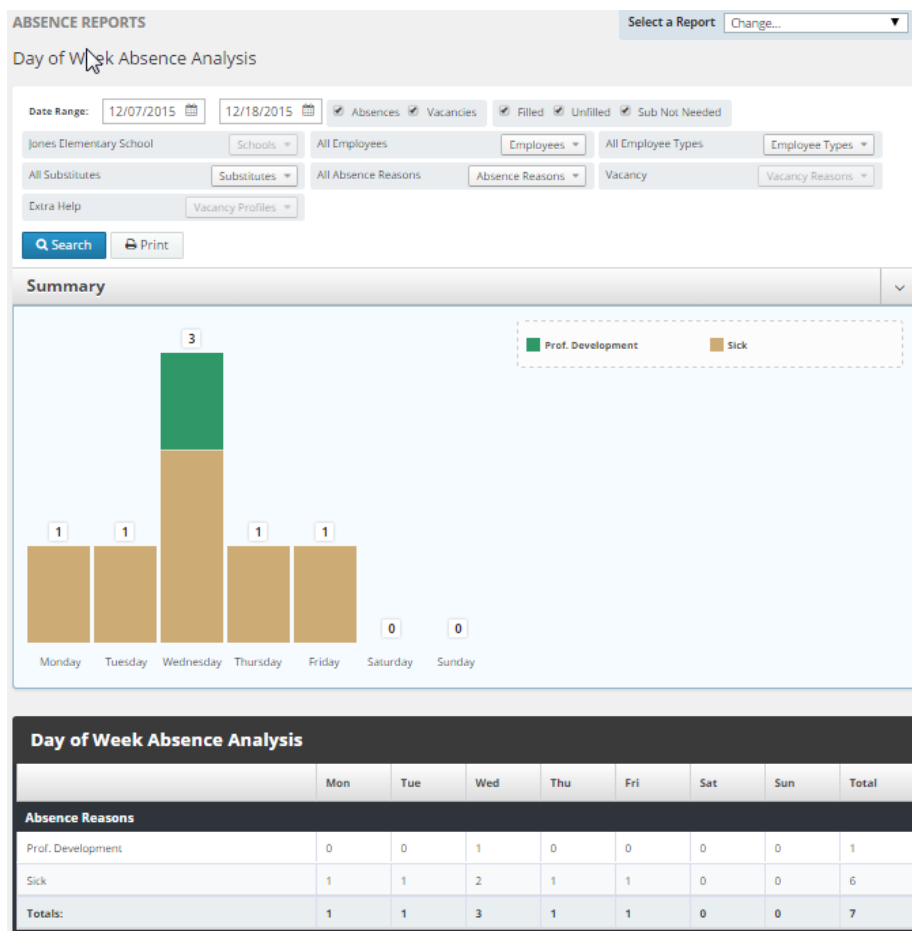 ABSENCE REPORTS
Select a Report Change...
Day of Week Absence Analysis
Date Range: 12/07/2015 12/18/2015 Absences Vacancies Filled Unfilled Sub Not Needed
Jones Elementary School Schools All Employees Employees All Employee Types Employee Types
All Substitutes Substitutes All Absence Reasons Absence Reasons Vacancy Vacancy Reasons
Extra Help Vacancy Profiles
Search Print
Summary
3
Prof. Development Sick
1 1 1 1
0 0
Monday Tuesday Wednesday Thursday Friday Saturday Sunday
Day of Week Absence Analysis
Mon Tue Wed Thu Fri Sat Sun Total
Absence Reasons
Prof. Development 0 0 1 0 0 0 0 1
Sick 1 1 2 1 1 0 0 6
Totals: 1 1 3 1 1 0 0 7